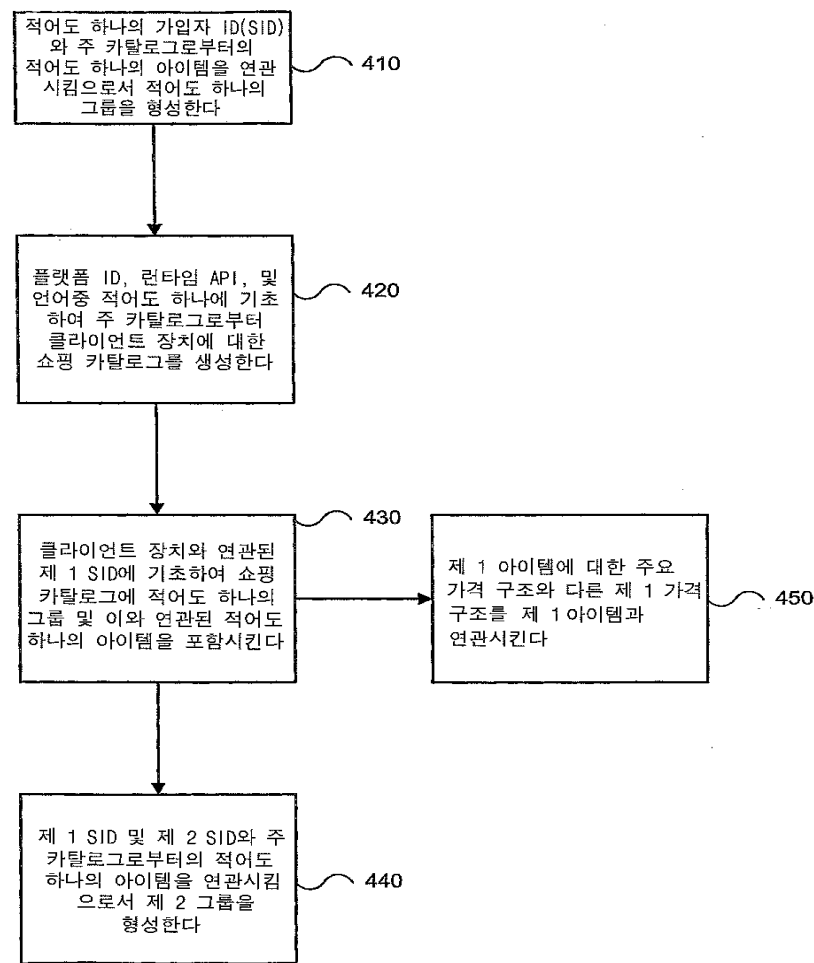 적어도 하나의 가입자 ID(SID)
와 주 카탈로그로부터의
적어도 하나의 아이템을 연관
시킴으로서 적어도 하나의
그룹을 형성한다
410
플랫폼 ID, 런타임 API, 및
언어중 적어도 하나에 기초
하여 주 카탈로그로부터
클라이언트 장치에 대한
쇼핑 카탈로그를 생성한다
420
클라이언트 장치와 연관된
제 1 SID에 기초하여 쇼핑
카탈로그에 적어도 하나의
그룹 및 이와 연관된 적어도
하나의 아이템을 포함시킨다
430
제 1 아이템에 대한 주요
가격 구조와 다른 제 1 가격
구조를 제 1 아이템과
연관시킨다
450
제 1 SID 및 제 2 SID와 주
카탈로그로부터의 적어도
하나의 아이템을 연관시킴
으로서 제 2 그룹을
형성한다
440